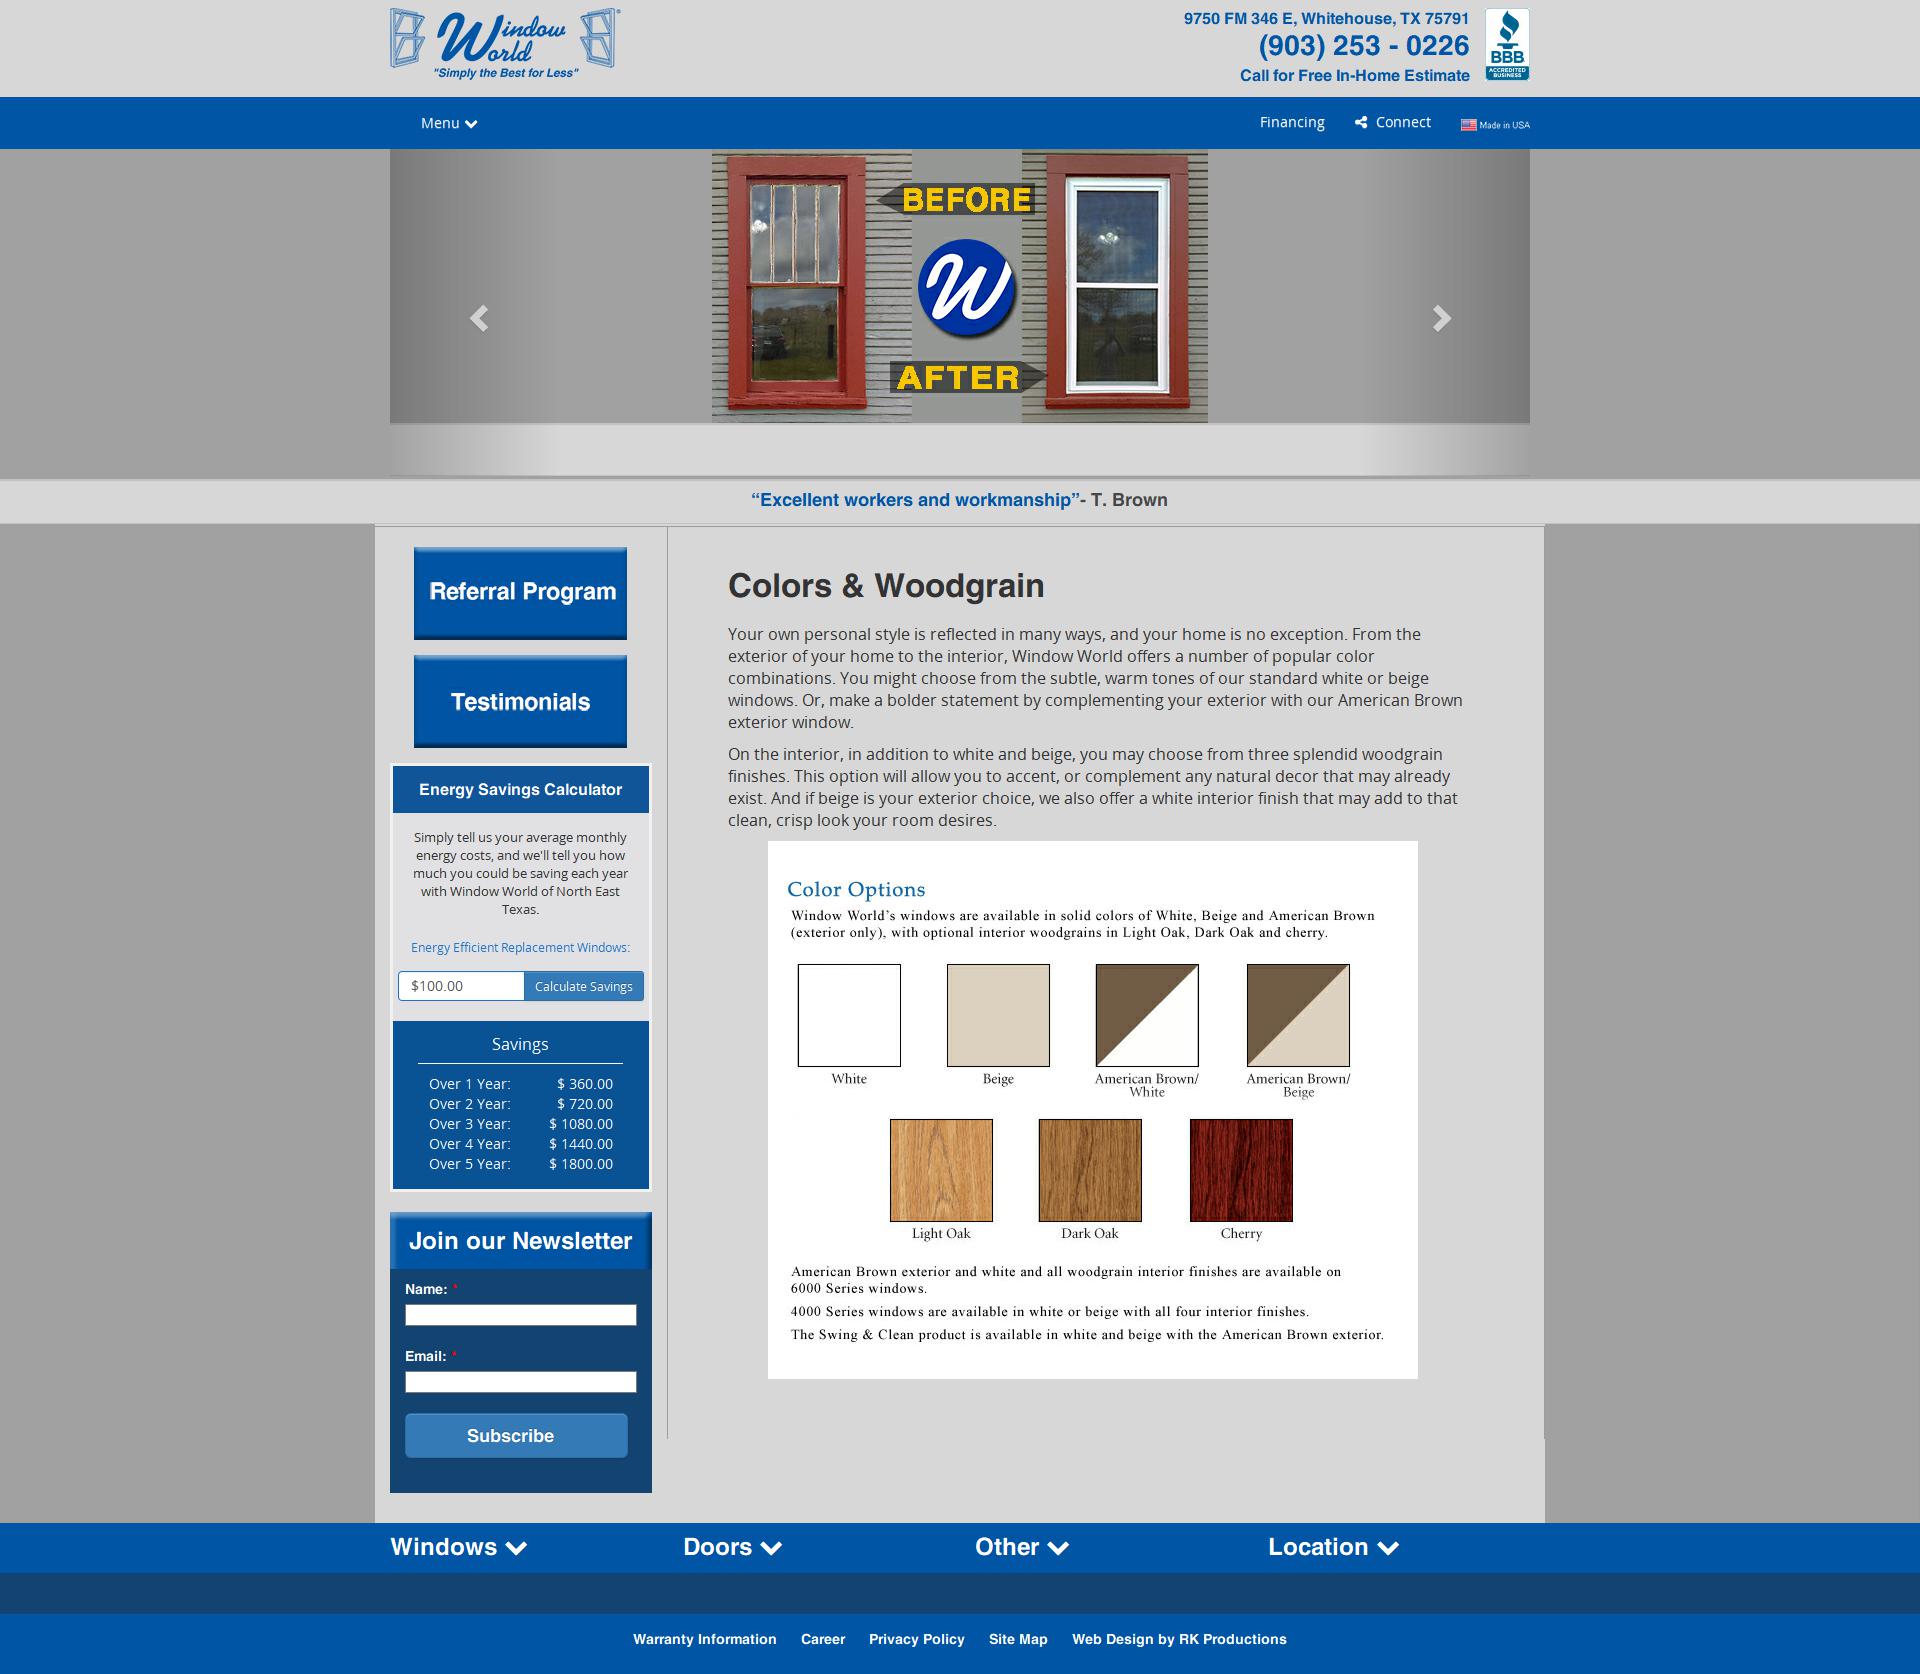 Window World
"Simply the Best for Less"
9750 FM 346 E, Whitehouse, TX 75791
(903) 253 - 0226
Call for Free In-Home Estimate
BBB
ACCREDITED
BUSINESS
Menu
Financing
Connect
Made in USA
BEFORE
W
AFTER
“Excellent workers and workmanship”- T. Brown
Referral Program
Testimonials
Energy Savings Calculator
Simply tell us your average monthly
energy costs, and we'll tell you how
much you could be saving each year
with Window World of North East
Texas.
Energy Efficient Replacement Windows:
$100.00
Calculate Savings
Savings
Over 1 Year: $ 360.00
Over 2 Year: $ 720.00
Over 3 Year: $ 1080.00
Over 4 Year: $ 1440.00
Over 5 Year: $ 1800.00
Join our Newsletter
Name: *
Email: *
Subscribe
Colors & Woodgrain
Your own personal style is reflected in many ways, and your home is no exception. From the
exterior of your home to the interior, Window World offers a number of popular color
combinations. You might choose from the subtle, warm tones of our standard white or beige
windows. Or, make a bolder statement by complementing your exterior with our American Brown
exterior window.
On the interior, in addition to white and beige, you may choose from three splendid woodgrain
finishes. This option will allow you to accent, or complement any natural decor that may already
exist. And if beige is your exterior choice, we also offer a white interior finish that may add to that
clean, crisp look your room desires.
Color Options
Window World's windows are available in solid colors of White, Beige and American Brown
(exterior only), with optional interior woodgrains in Light Oak, Dark Oak and cherry.
White
Beige
American Brown/
White
American Brown/
Beige
Light Oak
Dark Oak
Cherry
American Brown exterior and white and all woodgrain interior finishes are available on
6000 Series windows.
4000 Series windows are available in white or beige with all four interior finishes.
The Swing & Clean product is available in white and beige with the American Brown exterior.
Windows
Doors
Other
Location
Warranty Information
Career
Privacy Policy
Site Map
Web Design by RK Productions